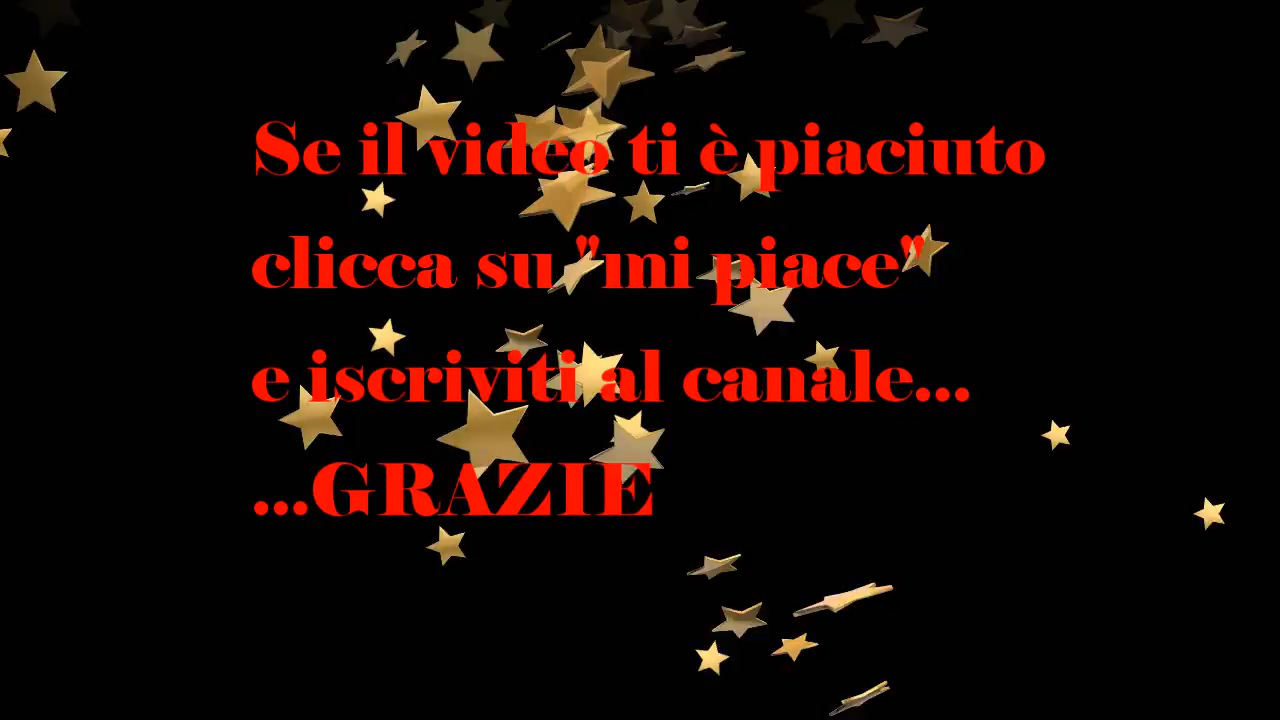 Se il video ti è piaciuto
clicca su "mi piace"
e iscriviti al canale...
...GRAZIE